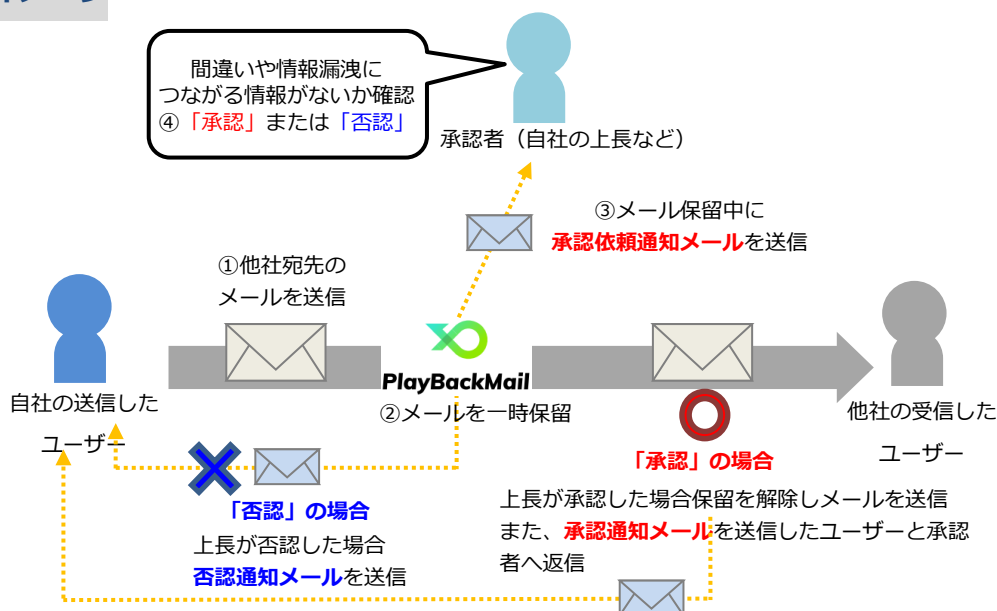 間違いや情報漏洩に
つながる情報がないか確認
④「承認」または「否認」
承認者（自社の上長など）
③メール保留中に
承認依頼通知メールを送信
①他社宛先の
メールを送信
PlayBackMail
②メールを一時保留
自社の送信した
ユーザー
他社の受信した
ユーザー
「承認」の場合
上長が承認した場合保留を解除しメールを送信
また、承認通知メールを送信したユーザーと承認
者へ返信
「否認」の場合
上長が否認した場合
否認通知メールを送信